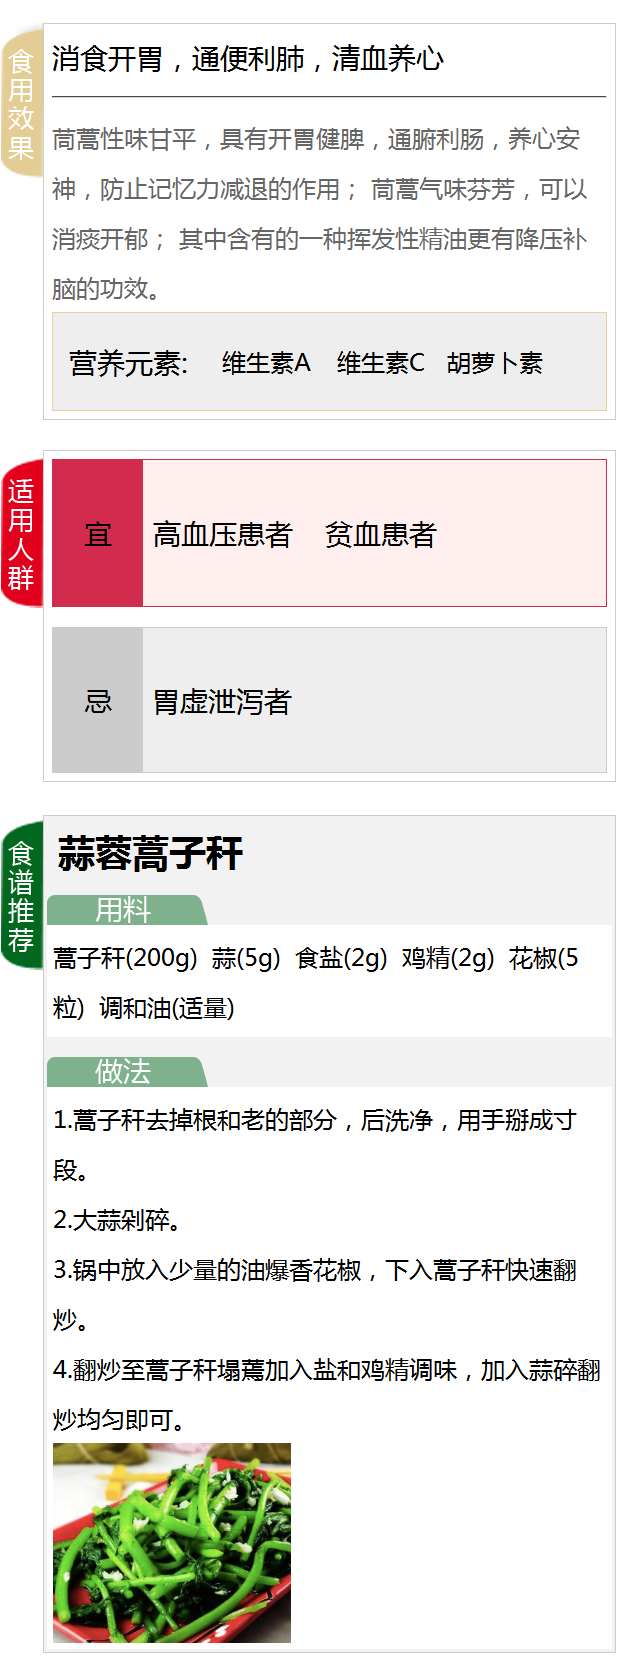 食用效果
消食开胃，通便利肺，清血养心
茼蒿性味甘平，具有开胃健脾，通腑利肠，养心安
神，防止记忆力减退的作用； 茼蒿气味芬芳，可以
消痰开郁； 其中含有的一种挥发性精油更有降压补
脑的功效。
营养元素: 维生素A 维生素C 胡萝卜素
适用人群
宜 高血压患者 贫血患者
忌 胃虚泄泻者
食谱推荐
蒜蓉蒿子秆
用料
蒿子秆(200g) 蒜(5g) 食盐(2g) 鸡精(2g) 花椒(5
粒) 调和油(适量)
做法
1.蒿子秆去掉根和老的部分，后洗净，用手掰成寸
段。
2.大蒜剁碎。
3.锅中放入少量的油爆香花椒，下入蒿子秆快速翻
炒。
4.翻炒至蒿子秆塌蔫加入盐和鸡精调味，加入蒜碎翻
炒均匀即可。